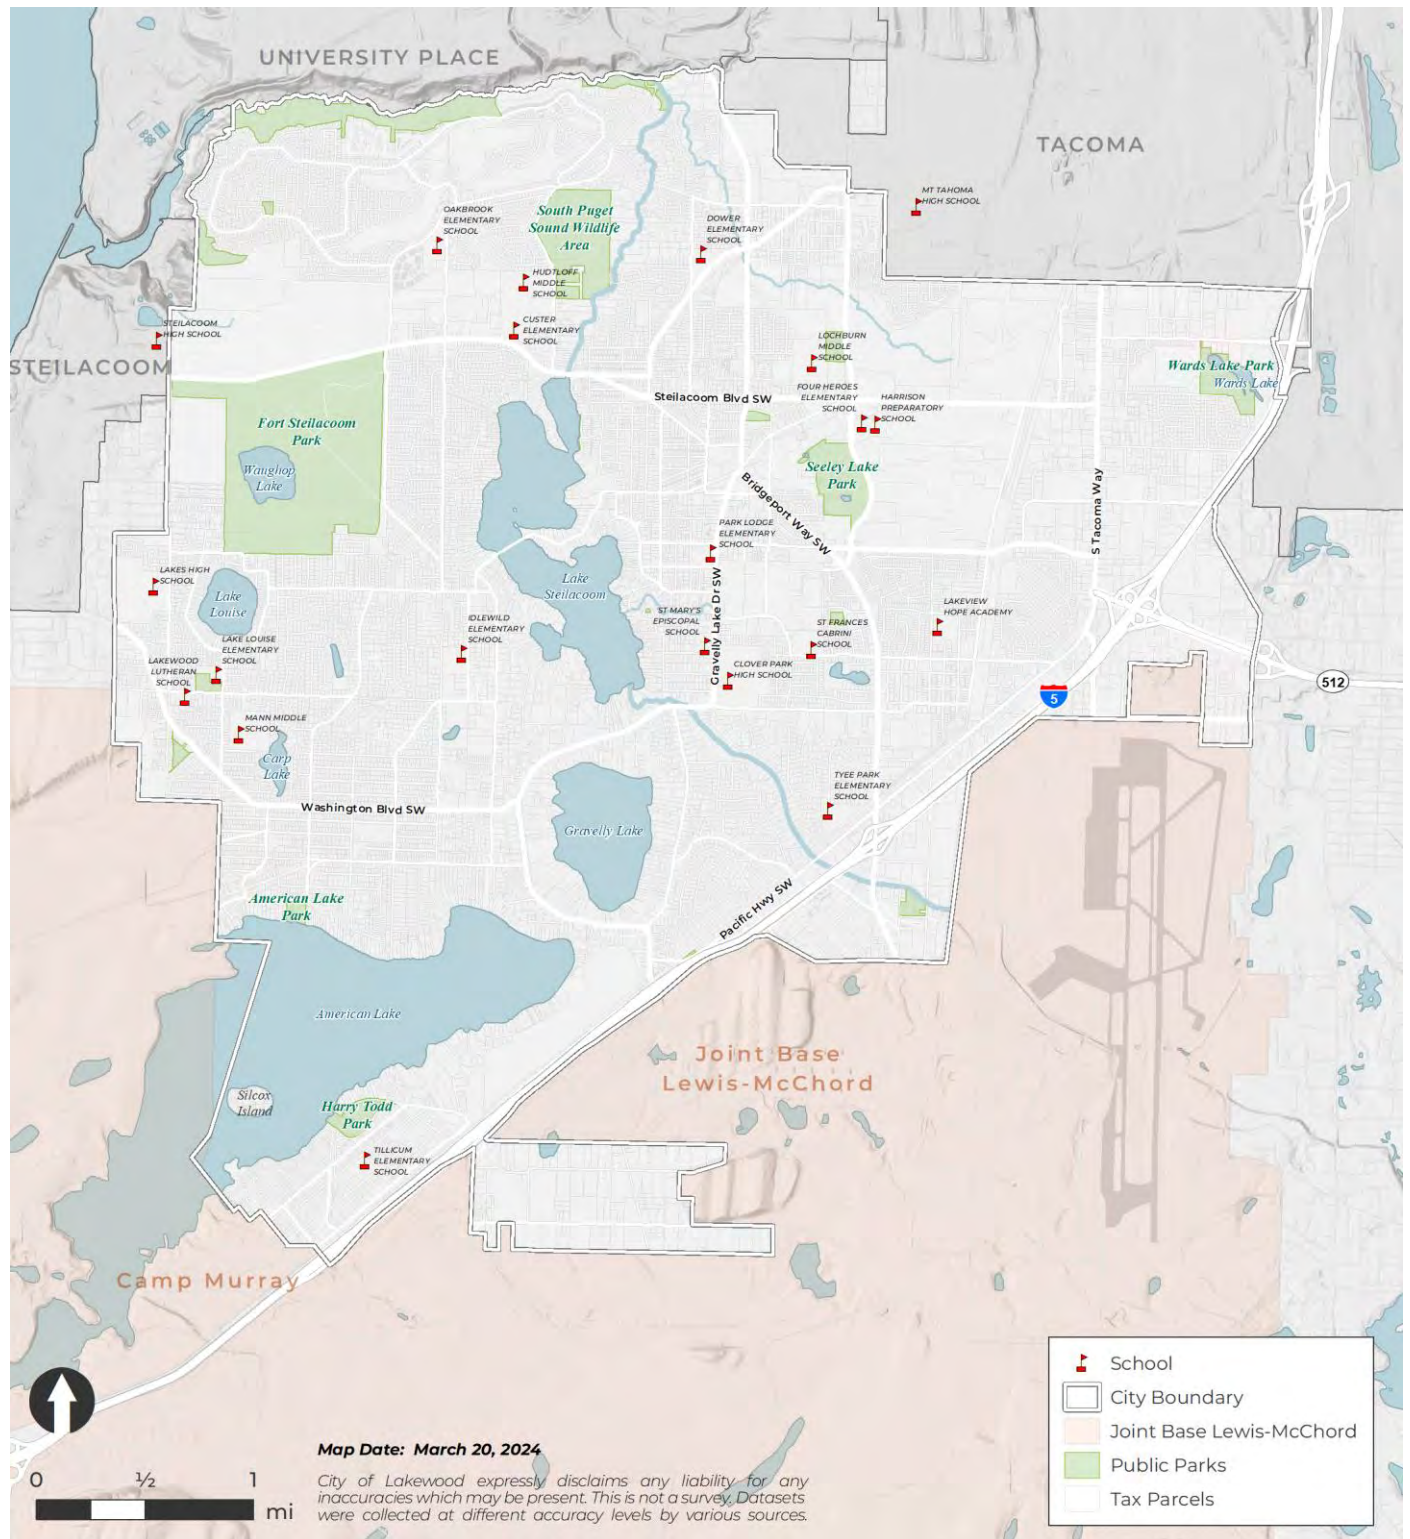 UNIVERSITY PLACE
TACOMA
MT TAHOMA
HIGH SCHOOL
OAKBROOK
ELEMENTARY
SCHOOL
South Puget
Sound Wildlife
Area
DOWER
ELEMENTARY
SCHOOL
HUDTLOFF
MIDDLE
SCHOOL
CUSTER
ELEMENTARY
SCHOOL
STEILACOOM
HIGH SCHOOL
STEILACOOM
LOCHBURN
MIDDLE
SCHOOL
Wards Lake Park
Wards Lake
Steilacoom Blvd SW
FOUR HEROES
ELEMENTARY
SCHOOL
HARRISON
PREPARATORY
SCHOOL
Fort Steilacoom
Park
Waughop
Lake
Seeley Lake
Park
Bridgeport Way SW
S Tacoma Way
PARK LODGE
ELEMENTARY
SCHOOL
LAKES HIGH
SCHOOL
Lake
Louise
Lake
Steilacoom
Gravelly Lake Dr SW
ST MARY'S
EPISCOPAL
SCHOOL
LAKEVIEW
HOPE ACADEMY
IDLEWILD
ELEMENTARY
SCHOOL
ST FRANCES
CABRINI
SCHOOL
LAKE LOUISE
ELEMENTARY
SCHOOL
LAKEWOOD
LUTHERAN
SCHOOL
CLOVER PARK
HIGH SCHOOL
512
5
MANN MIDDLE
SCHOOL
Carp
Lake
TYEE PARK
ELEMENTARY
SCHOOL
Washington Blvd SW
Gravelly Lake
American Lake
Park
Pacific Hwy SW
American Lake
Joint Base
Lewis-McChord
Silcox
Island
Harry Todd
Park
TILLICUM
ELEMENTARY
SCHOOL
Camp Murray
School
City Boundary
Joint Base Lewis-McChord
Public Parks
Tax Parcels
Map Date: March 20, 2024
City of Lakewood expressly disclaims any liability for any
inaccuracies which may be present. This is not a survey. Datasets
were collected at different accuracy levels by various sources.
0 ½ 1
mi